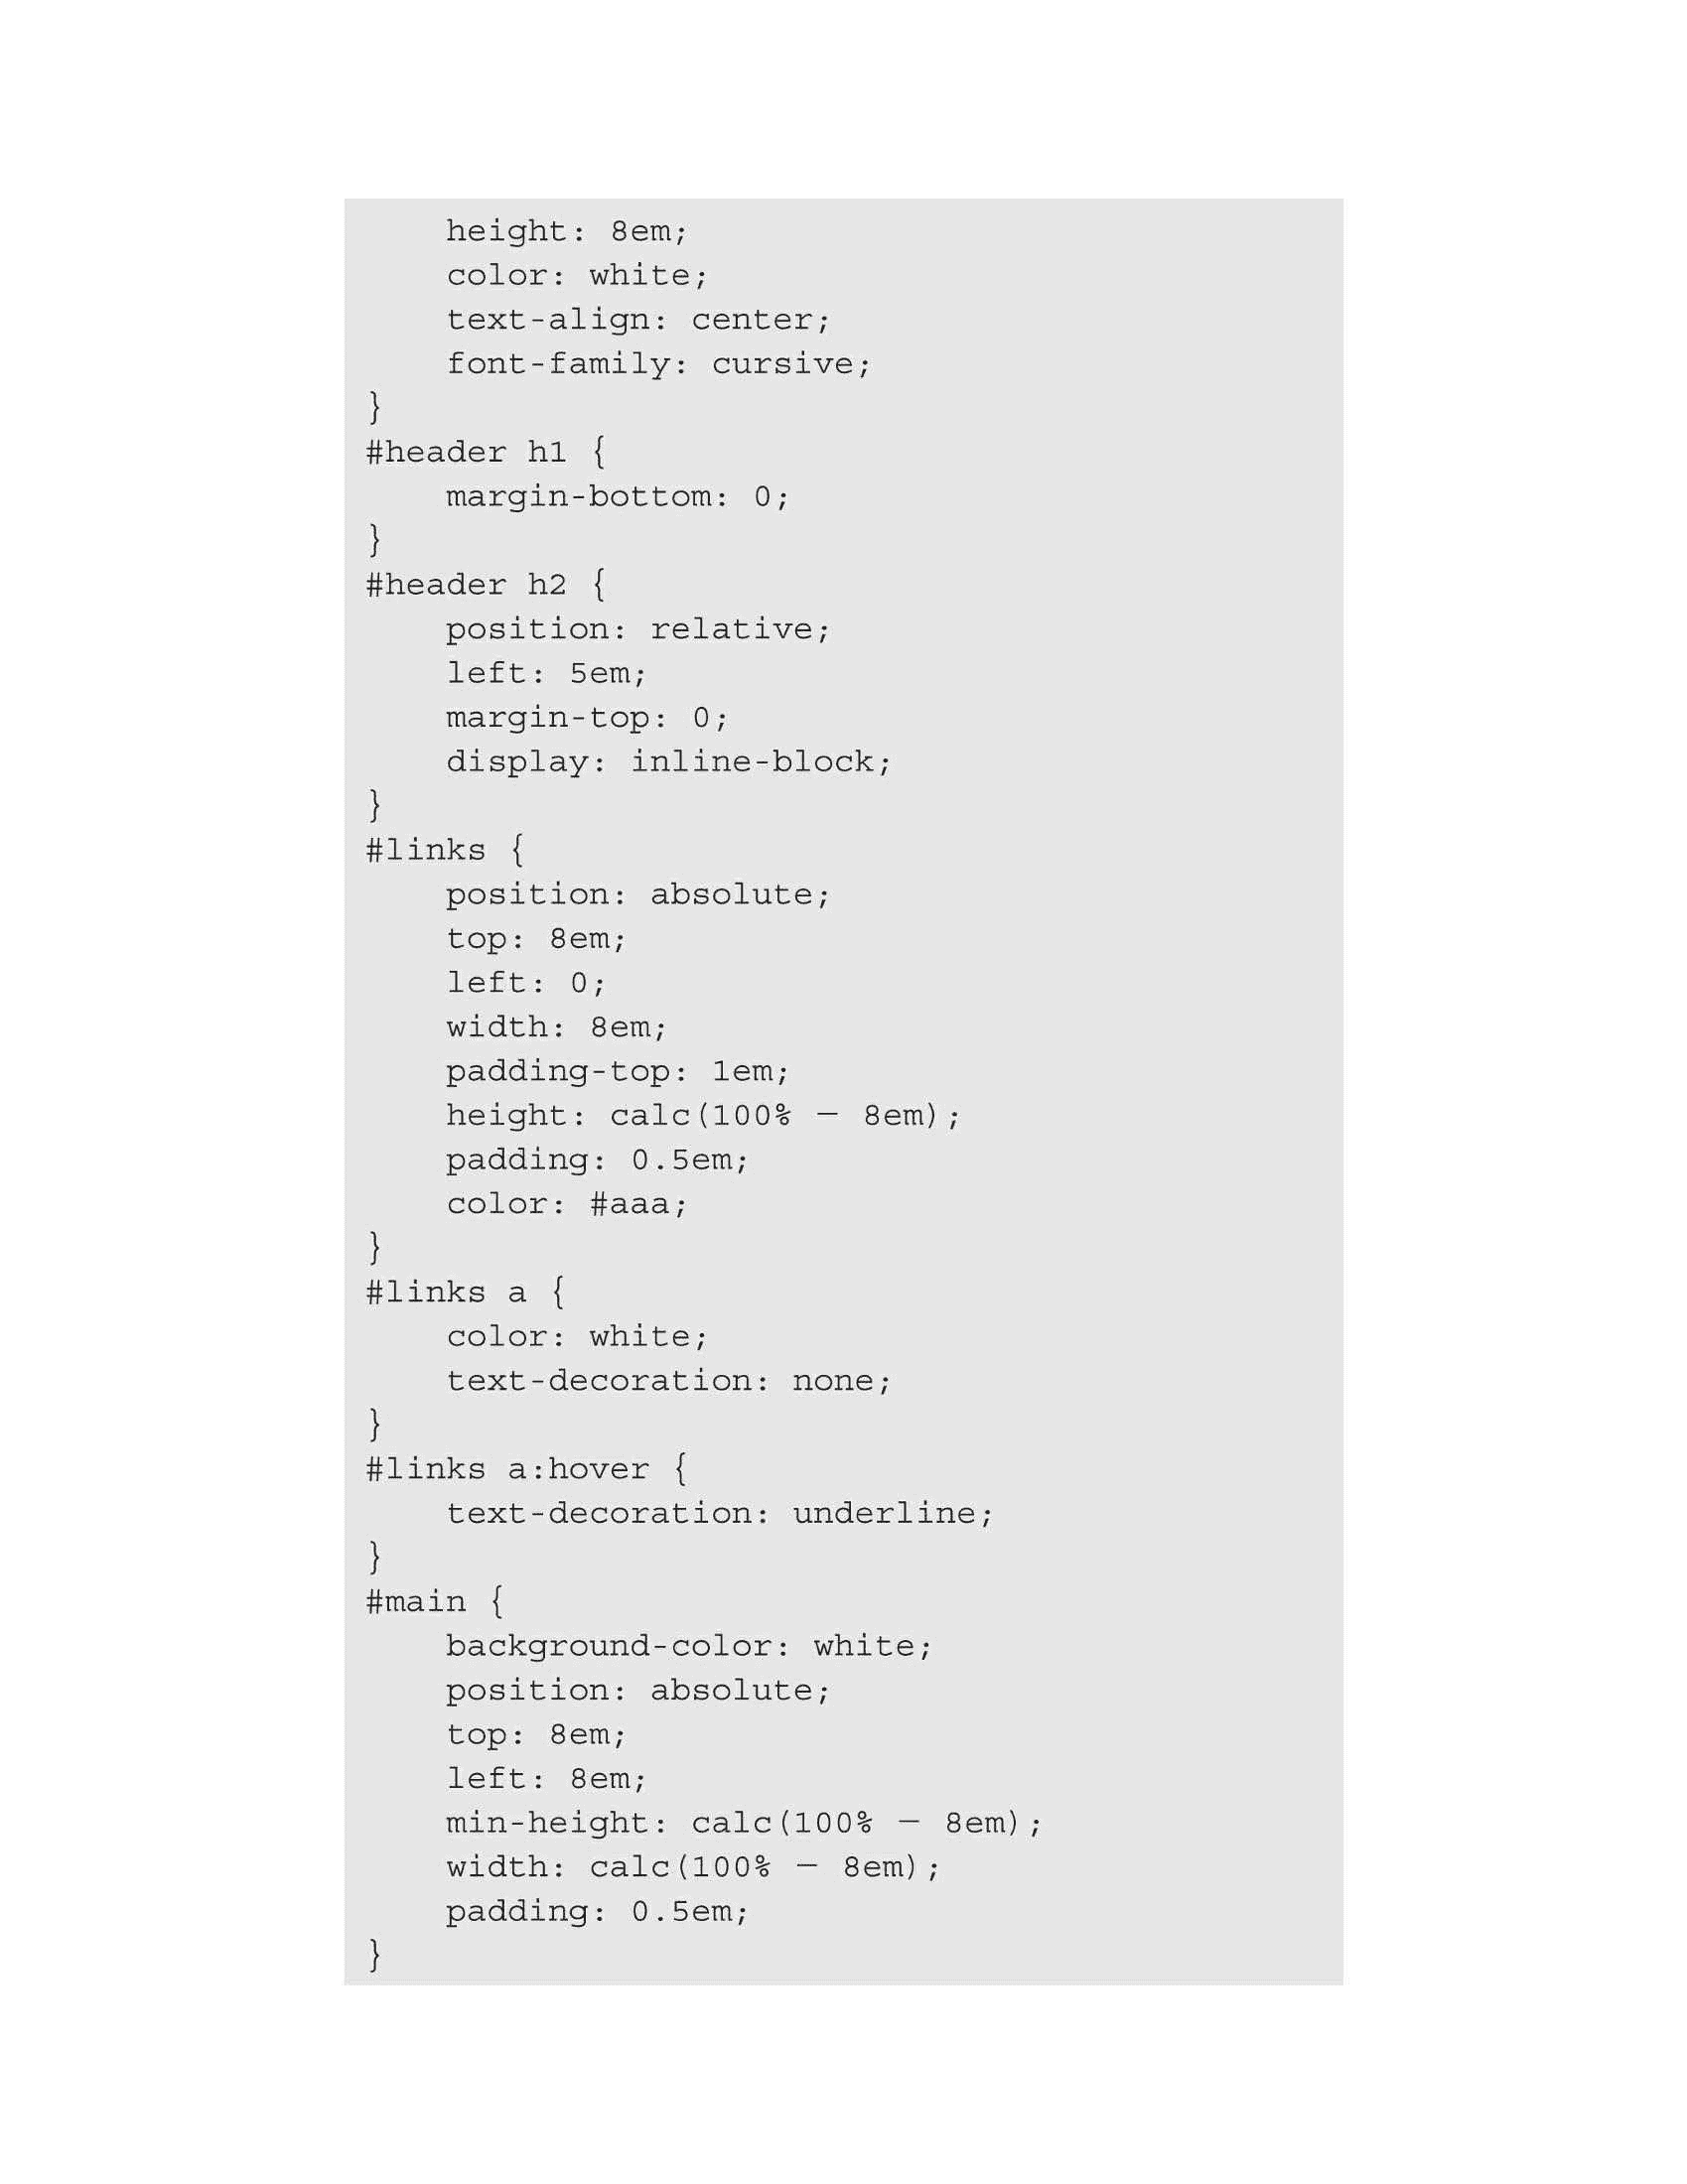 height: 8em;
color: white;
text-align: center;
font-family: cursive;
}
#header h1 {
margin-bottom: 0;
}
#header h2 {
position: relative;
left: 5em;
margin-top: 0;
display: inline-block;
}
#links {
position: absolute;
top: 8em;
left: 0;
width: 8em;
padding-top: 1em;
height: calc(100% − 8em);
padding: 0.5em;
color: #aaa;
}
#links a {
color: white;
text-decoration: none;
}
#links a:hover {
text-decoration: underline;
}
#main {
background-color: white;
position: absolute;
top: 8em;
left: 8em;
min-height: calc(100% − 8em);
width: calc(100% − 8em);
padding: 0.5em;
}